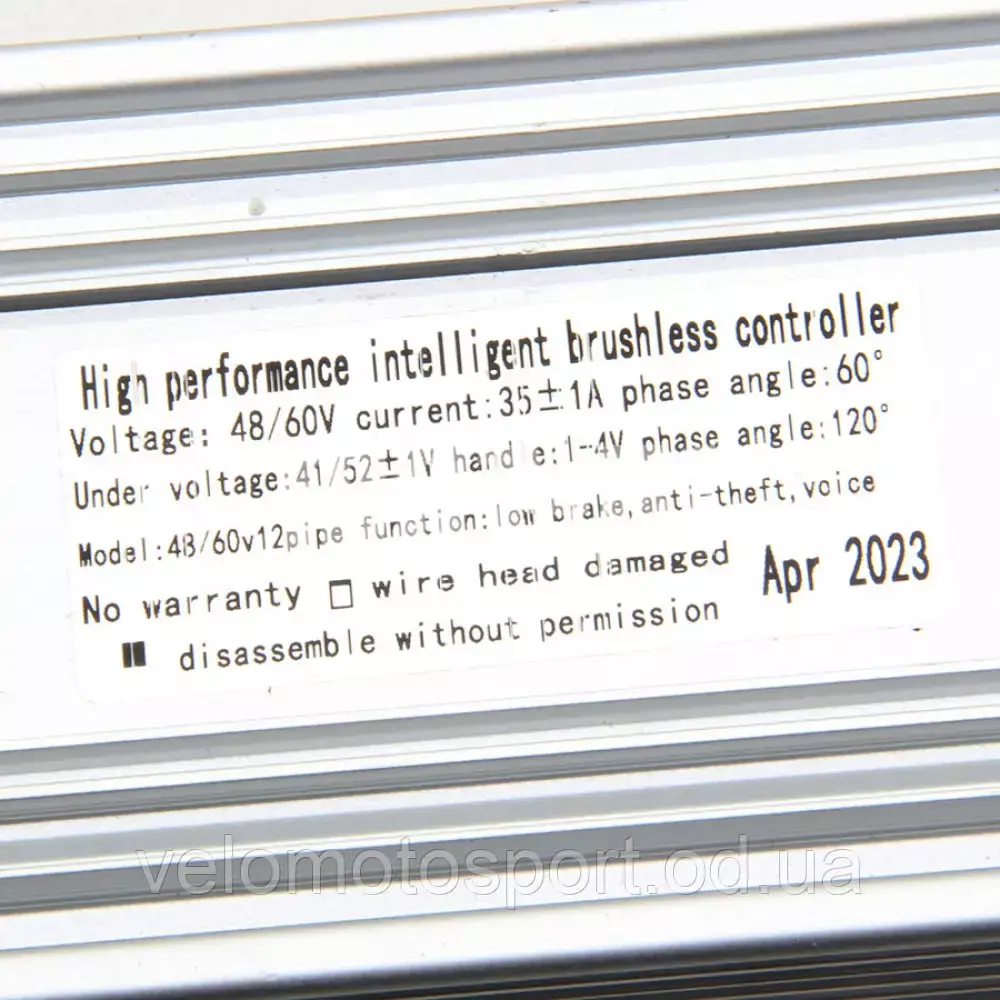 High performance intelligent brushless controller
Voltage: 48/60V current:35±1A phase angle:60°
Under voltage:41/52±1V handle:1-4V phase angle:120°
Model:48/60v12pipe function:low brake,anti-theft,voice
No warranty □ wire head damaged
disassemble without permission
Apr 2023
velomotosport.od.ua